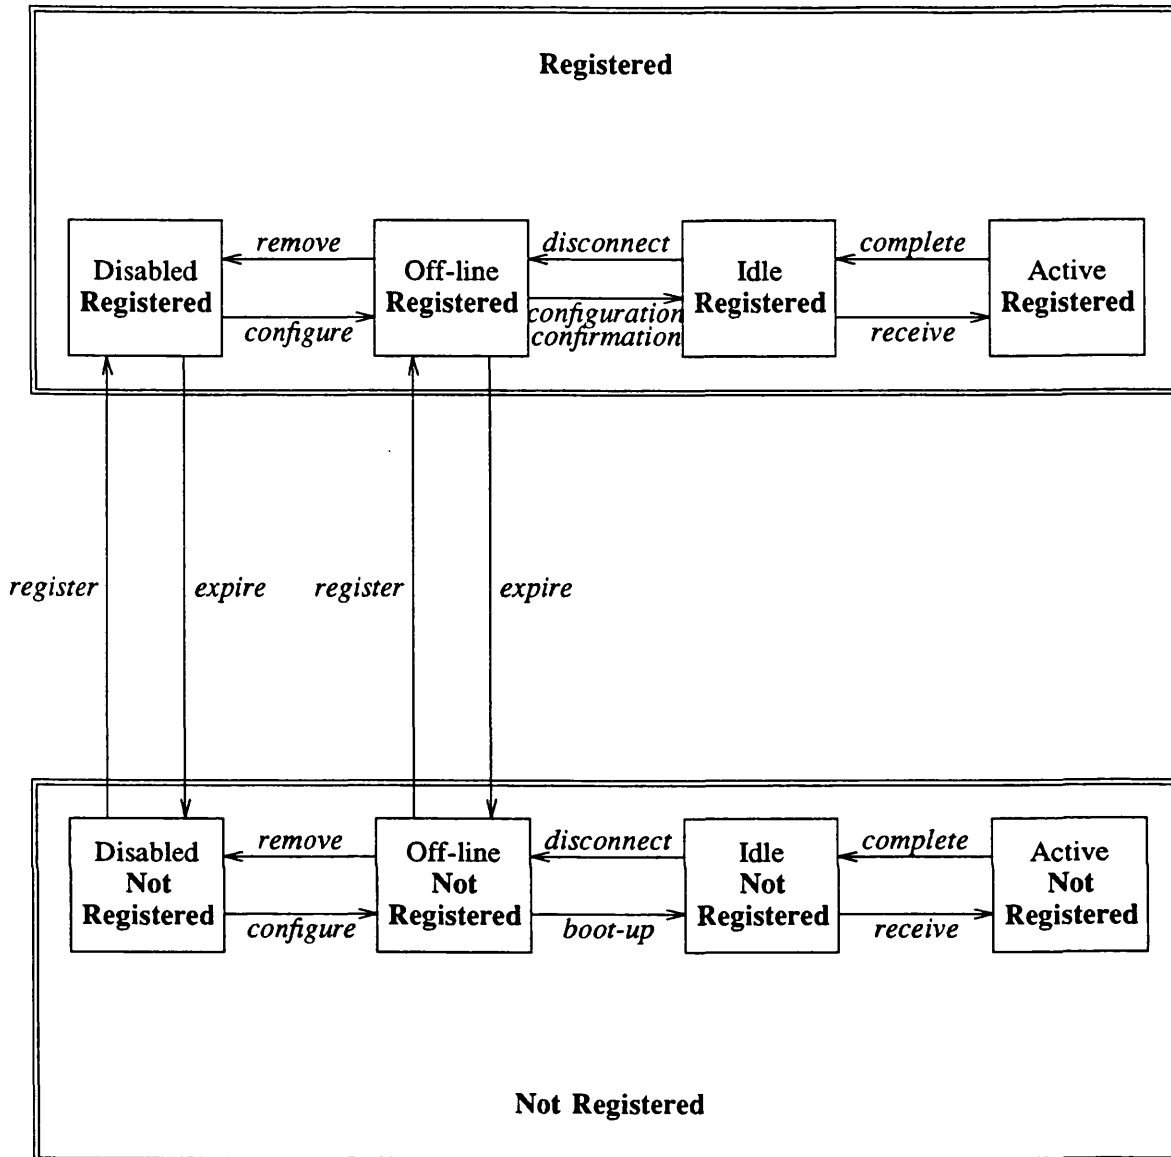 Registered
remove
disconnect
complete
Disabled
Registered
Off-line
Registered
Idle
Registered
Active
Registered
configure
configuration
confirmation
receive
register
expire
register
expire
remove
disconnect
complete
Disabled
Not
Registered
Off-line
Not
Registered
Idle
Not
Registered
Active
Not
Registered
configure
boot-up
receive
Not Registered